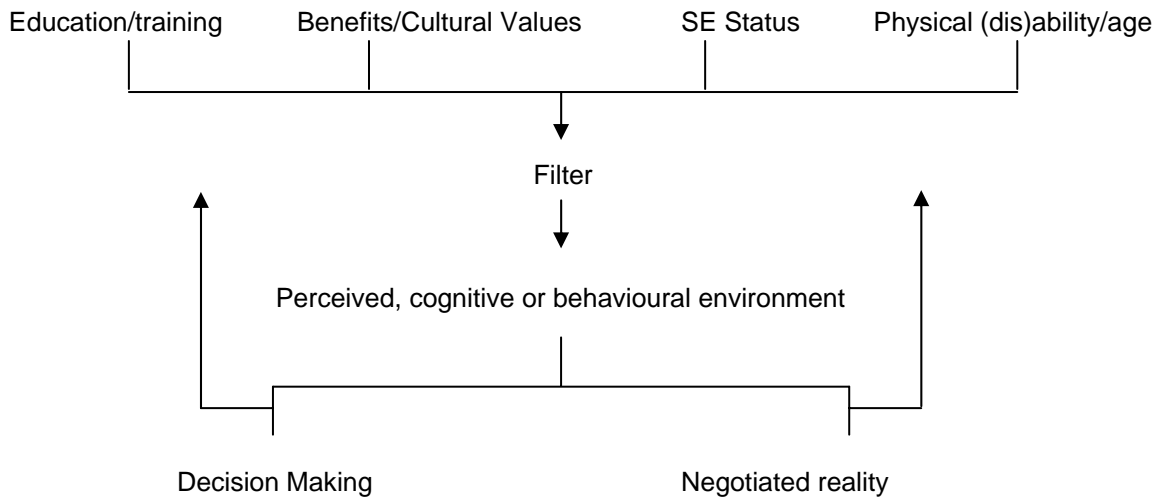 Education/training Benefits/Cultural Values SE Status Physical (dis)ability/age
Filter
Perceived, cognitive or behavioural environment
Decision Making Negotiated reality